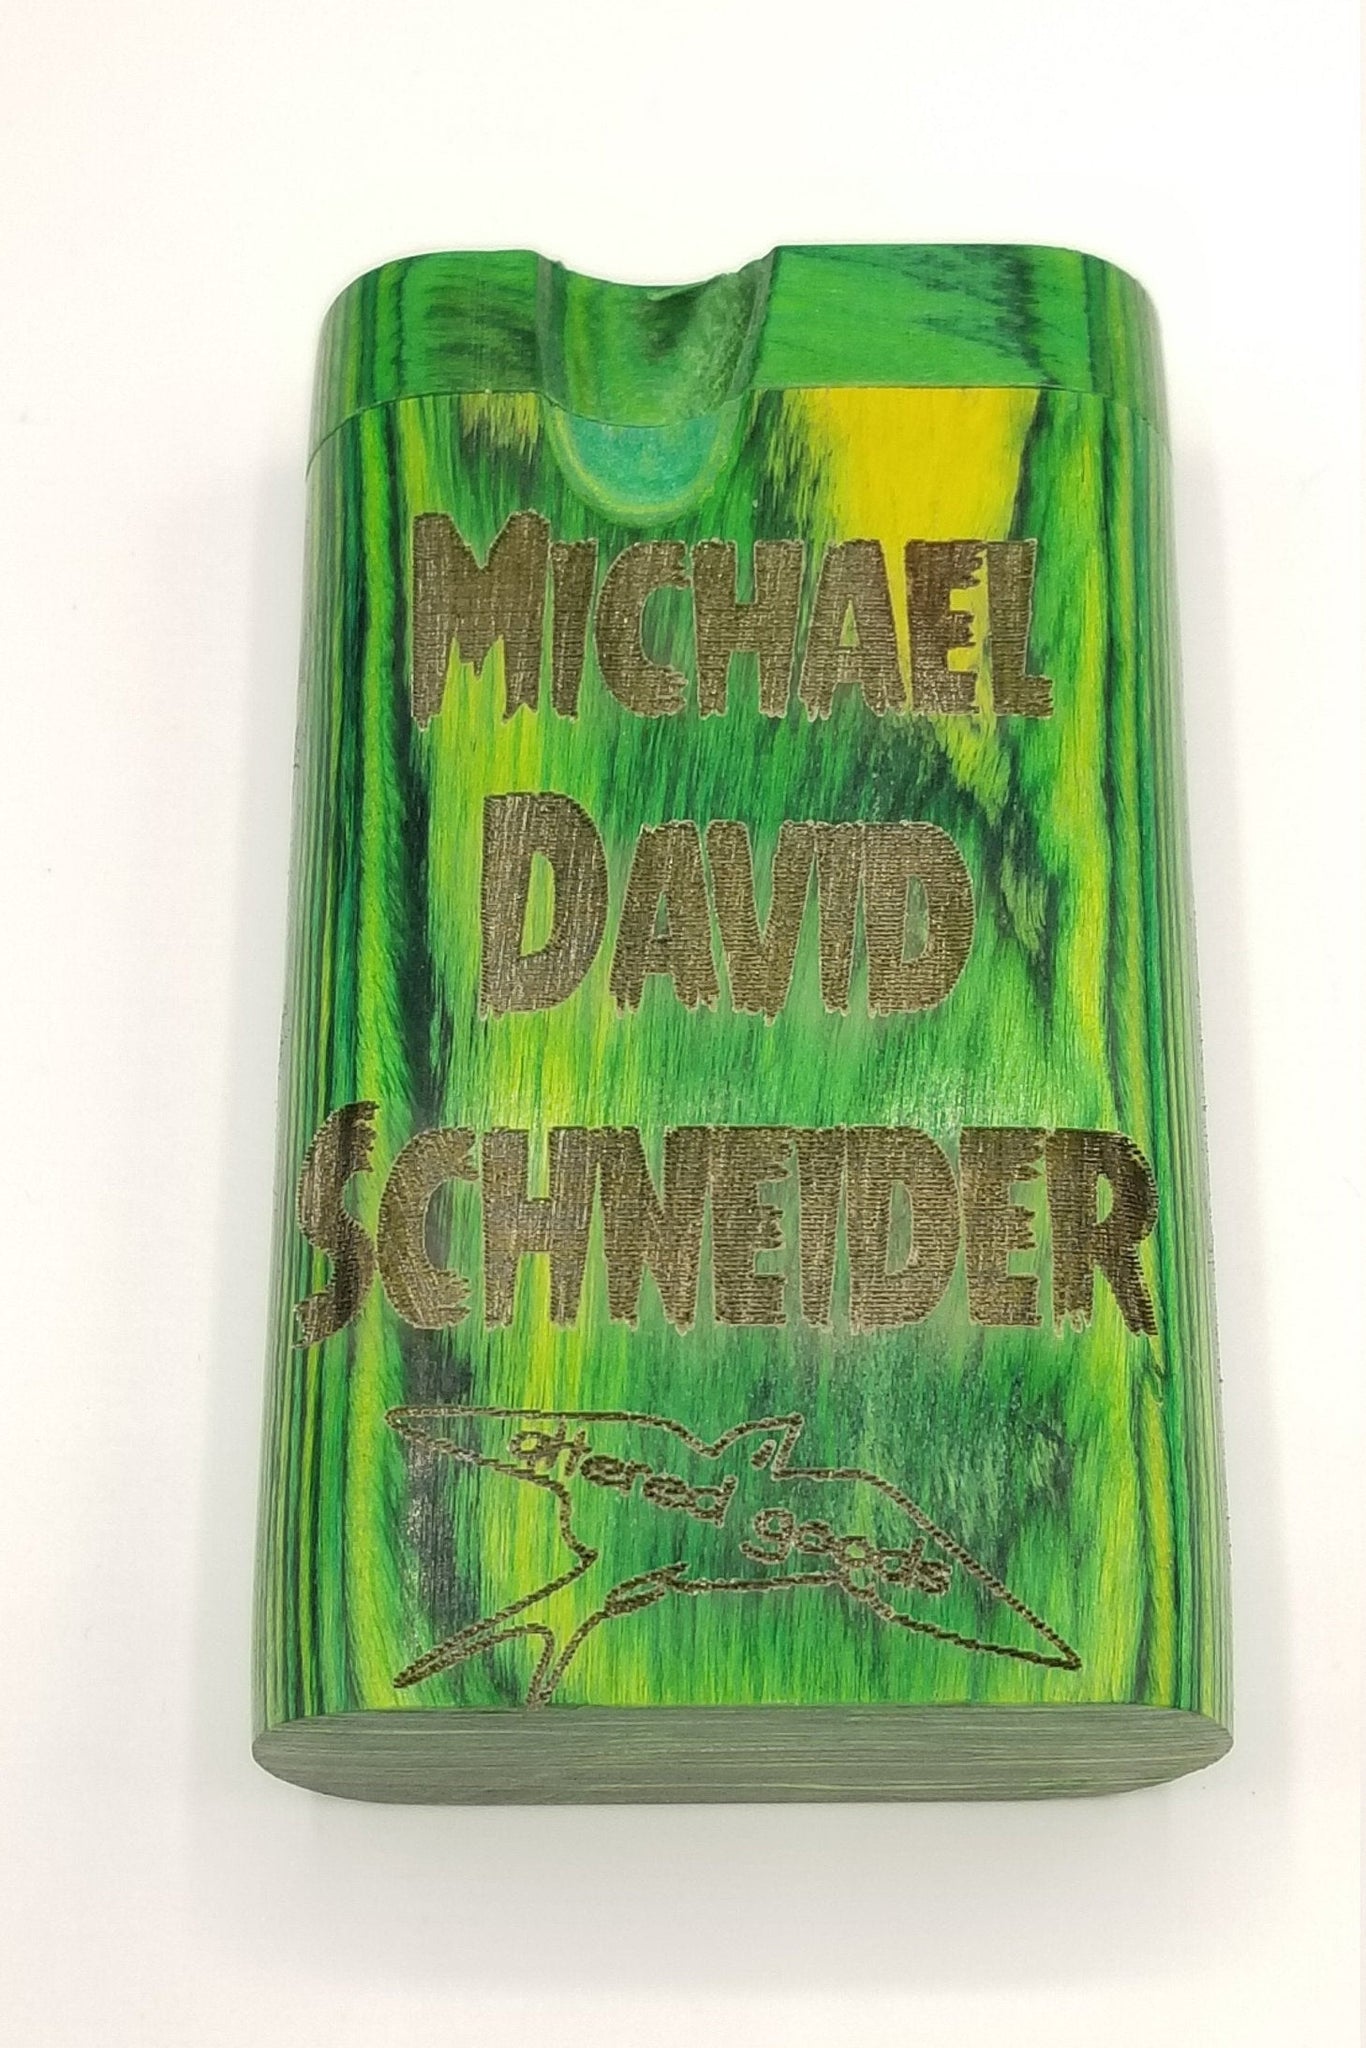 Michael
David
Schneider
altered goods